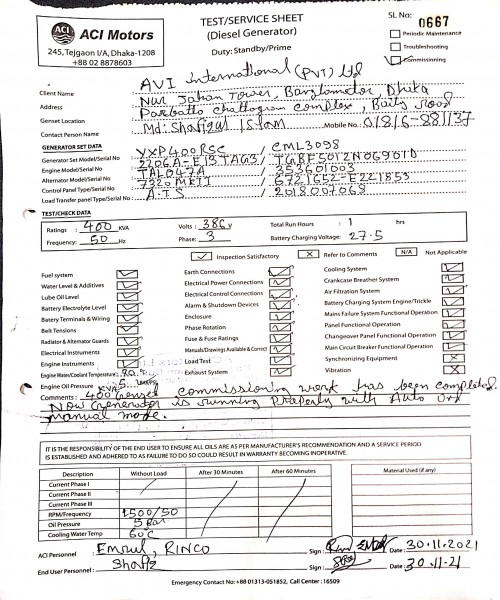 ACI
ACI Motors
245, Tejgaon I/A, Dhaka-1208
+88 02 8878603
TEST/SERVICE SHEET
(Diesel Generator)
Duty: Standby/Prime
SL No: 0667
Periodic Maintenance
Troubleshooting
Commissioning
Client Name : AVI International (PVT) Ltd
Address : Nur Jahan Tower, Banglamotor, Dhaka
Genset Location : Parbatta chattogram complex, Baily Road
Contact Person Name : Md: Shafiqul Islam Mobile No.: 01816-881137
GENERATOR SET DATA
Generator Set Model/Serial No : YXP400RSC / CML3098
Engine Model/Serial No : 2206A-E13TAG3 / TGBF5012N06901D
Alternator Model/Serial No : TAL047A / 353601003
Control Panel Type/Serial No : 7320 MKII / 6721652-E221853
Load Transfer panel Type/Serial No : A.T.S / 2018007068
TEST/CHECK DATA
Ratings : 400 KVA Volts : 386 V Total Run Hours : 1 hrs
Frequency: 50 Hz Phase: 3 Battery Charging Voltage: 27.5
✓ Inspection Satisfactory X Refer to Comments N/A Not Applicable
Fuel system Earth Connections Cooling System
Water Level & Additives Electrical Power Connections Crankcase Breather System
Lube Oil Level Electrical Control Connections Air Filtration System
Battery Electrolyte Level Alarm & Shutdown Devices Battery Charging System Engine/Trickle
Battery Terminals & Wiring Enclosure Mains Failure System Functional Operation
Belt Tensions Phase Rotation Panel Functional Operation
Radiator & Alternator Guards Fuse & Fuse Ratings Changeover Panel Functional Operation
Electrical Instruments Manuals/Drawings Available & Correct Main Circuit Breaker Functional Operation
Engine Instruments Load Test Synchronizing Equipment X
Engine Water/Coolant Temperature Exhaust System Vibration X
Engine Oil Pressure 5
Comments : 400 KVA Genset commissioning work has been completed.
Now Generator is running properly with Auto and
manual mode.
IT IS THE RESPONSIBILITY OF THE END USER TO ENSURE ALL OILS ARE AS PER MANUFACTURER'S RECOMMENDATION AND A SERVICE PERIOD
IS ESTABLISHED AND ADHERED TO AS FAILURE TO DO SO COULD RESULT IN WARRANTY BECOMING INOPERATIVE.
Description Without Load After 30 Minutes After 60 Minutes Material Used (if any)
Current Phase I
Current Phase II
Current Phase III
RPM/Frequency 1500/50
Oil Pressure 5 bar
Cooling Water Temp 60°C
ACI Personnel : Emrul, RINCO Sign : Date : 30.11.2021
End User Personnel : Shafiq Sign : Date : 30.11.21
Emergency Contact No: +88 01313-051852, Call Center : 16509